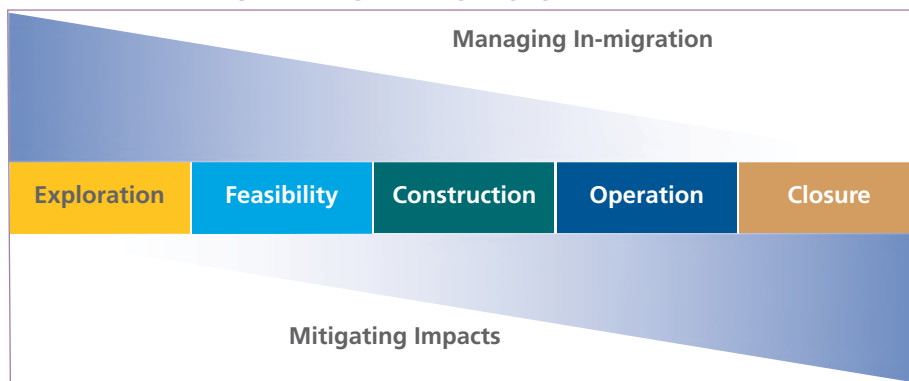 Managing In-migration
Exploration
Feasibility
Construction
Operation
Closure
Mitigating Impacts